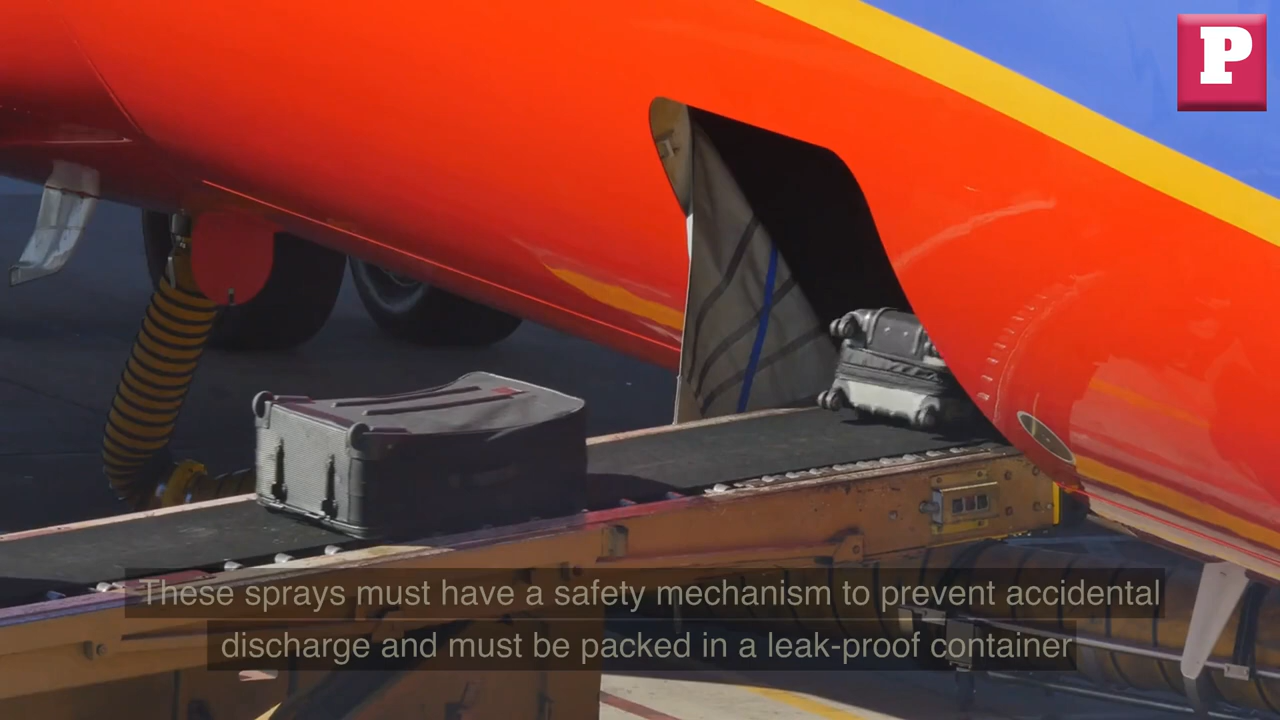 P
These sprays must have a safety mechanism to prevent accidental
discharge and must be packed in a leak-proof container